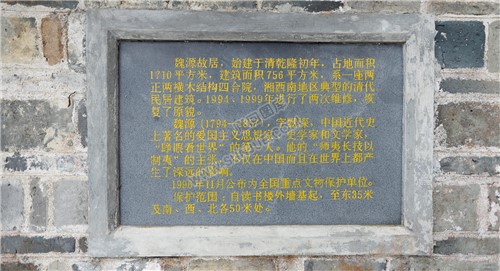 魏源故居，始建于清乾隆初年，占地面积
1710平方米，建筑面积756平方米，系一座两
正两横木结构四合院，湘西南地区典型的清代
民居建筑。1994、1999年进行了两次维修，恢
复了原貌。
魏源（1794—1857），字默深，中国近代史
上著名的爱国主义思想家、史学家和文学家，
“睁眼看世界”的第一人。他的“师夷长技以
制夷”的主张，不仅在中国而且在世界上都产
生了深远的影响。
1996年11月公布为全国重点文物保护单位。
保护范围：自读书楼外墙基起，至东35米
及南、西、北各50米处。